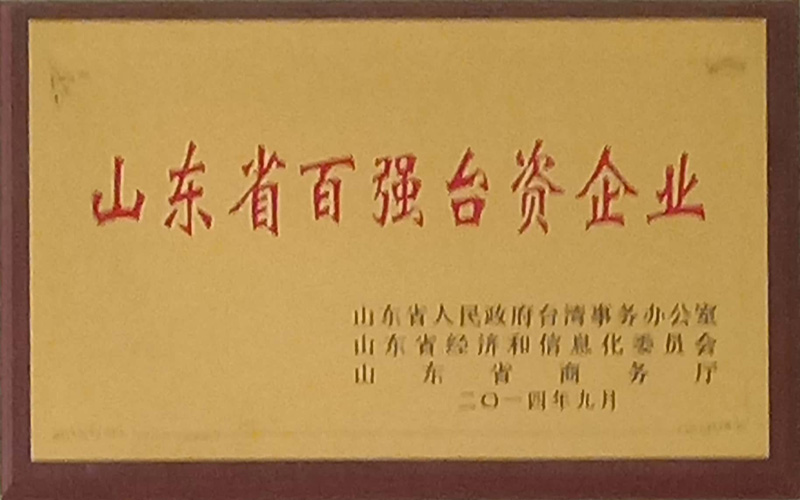 山东省百强台资企业
山东省人民政府台湾事务办公室
山东省经济和信息化委员会
山东省商务厅
二〇一四年九月